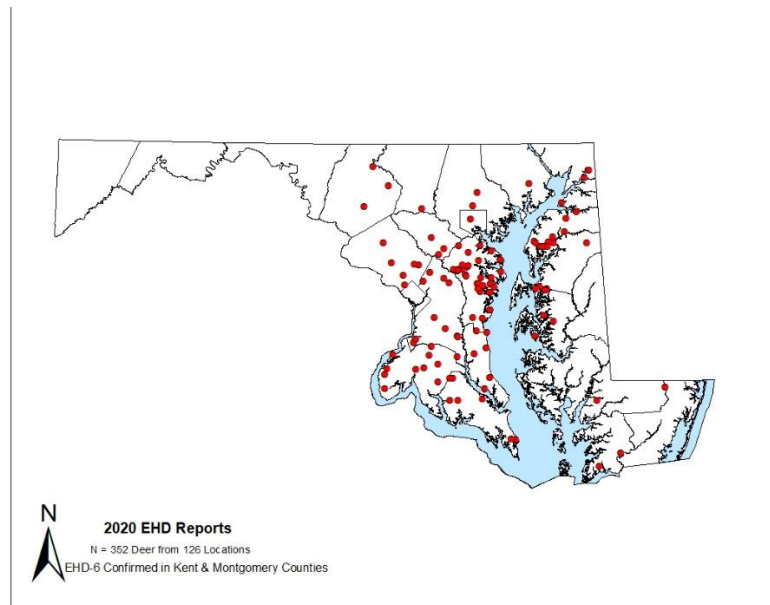 N
2020 EHD Reports
N = 352 Deer from 126 Locations
EHD-6 Confirmed in Kent & Montgomery Counties